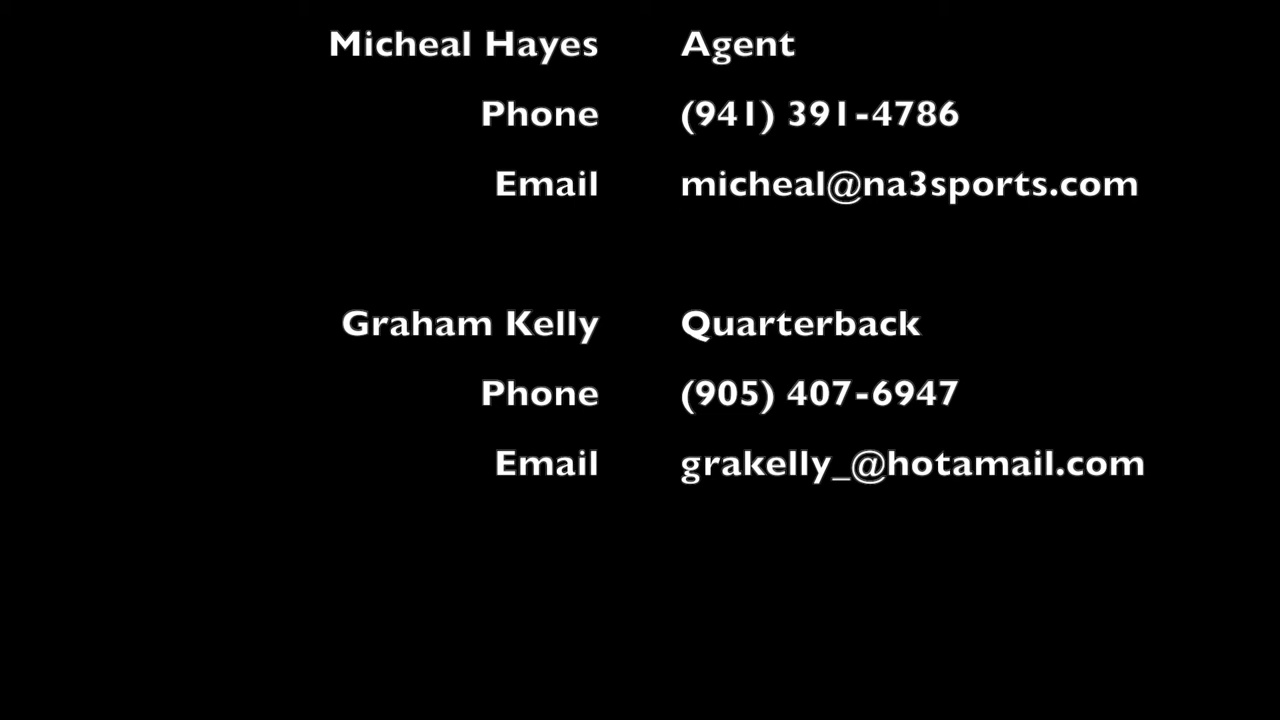 Micheal Hayes Agent
Phone (941) 391-4786
Email micheal@na3sports.com
Graham Kelly Quarterback
Phone (905) 407-6947
Email grakelly_@hotamail.com